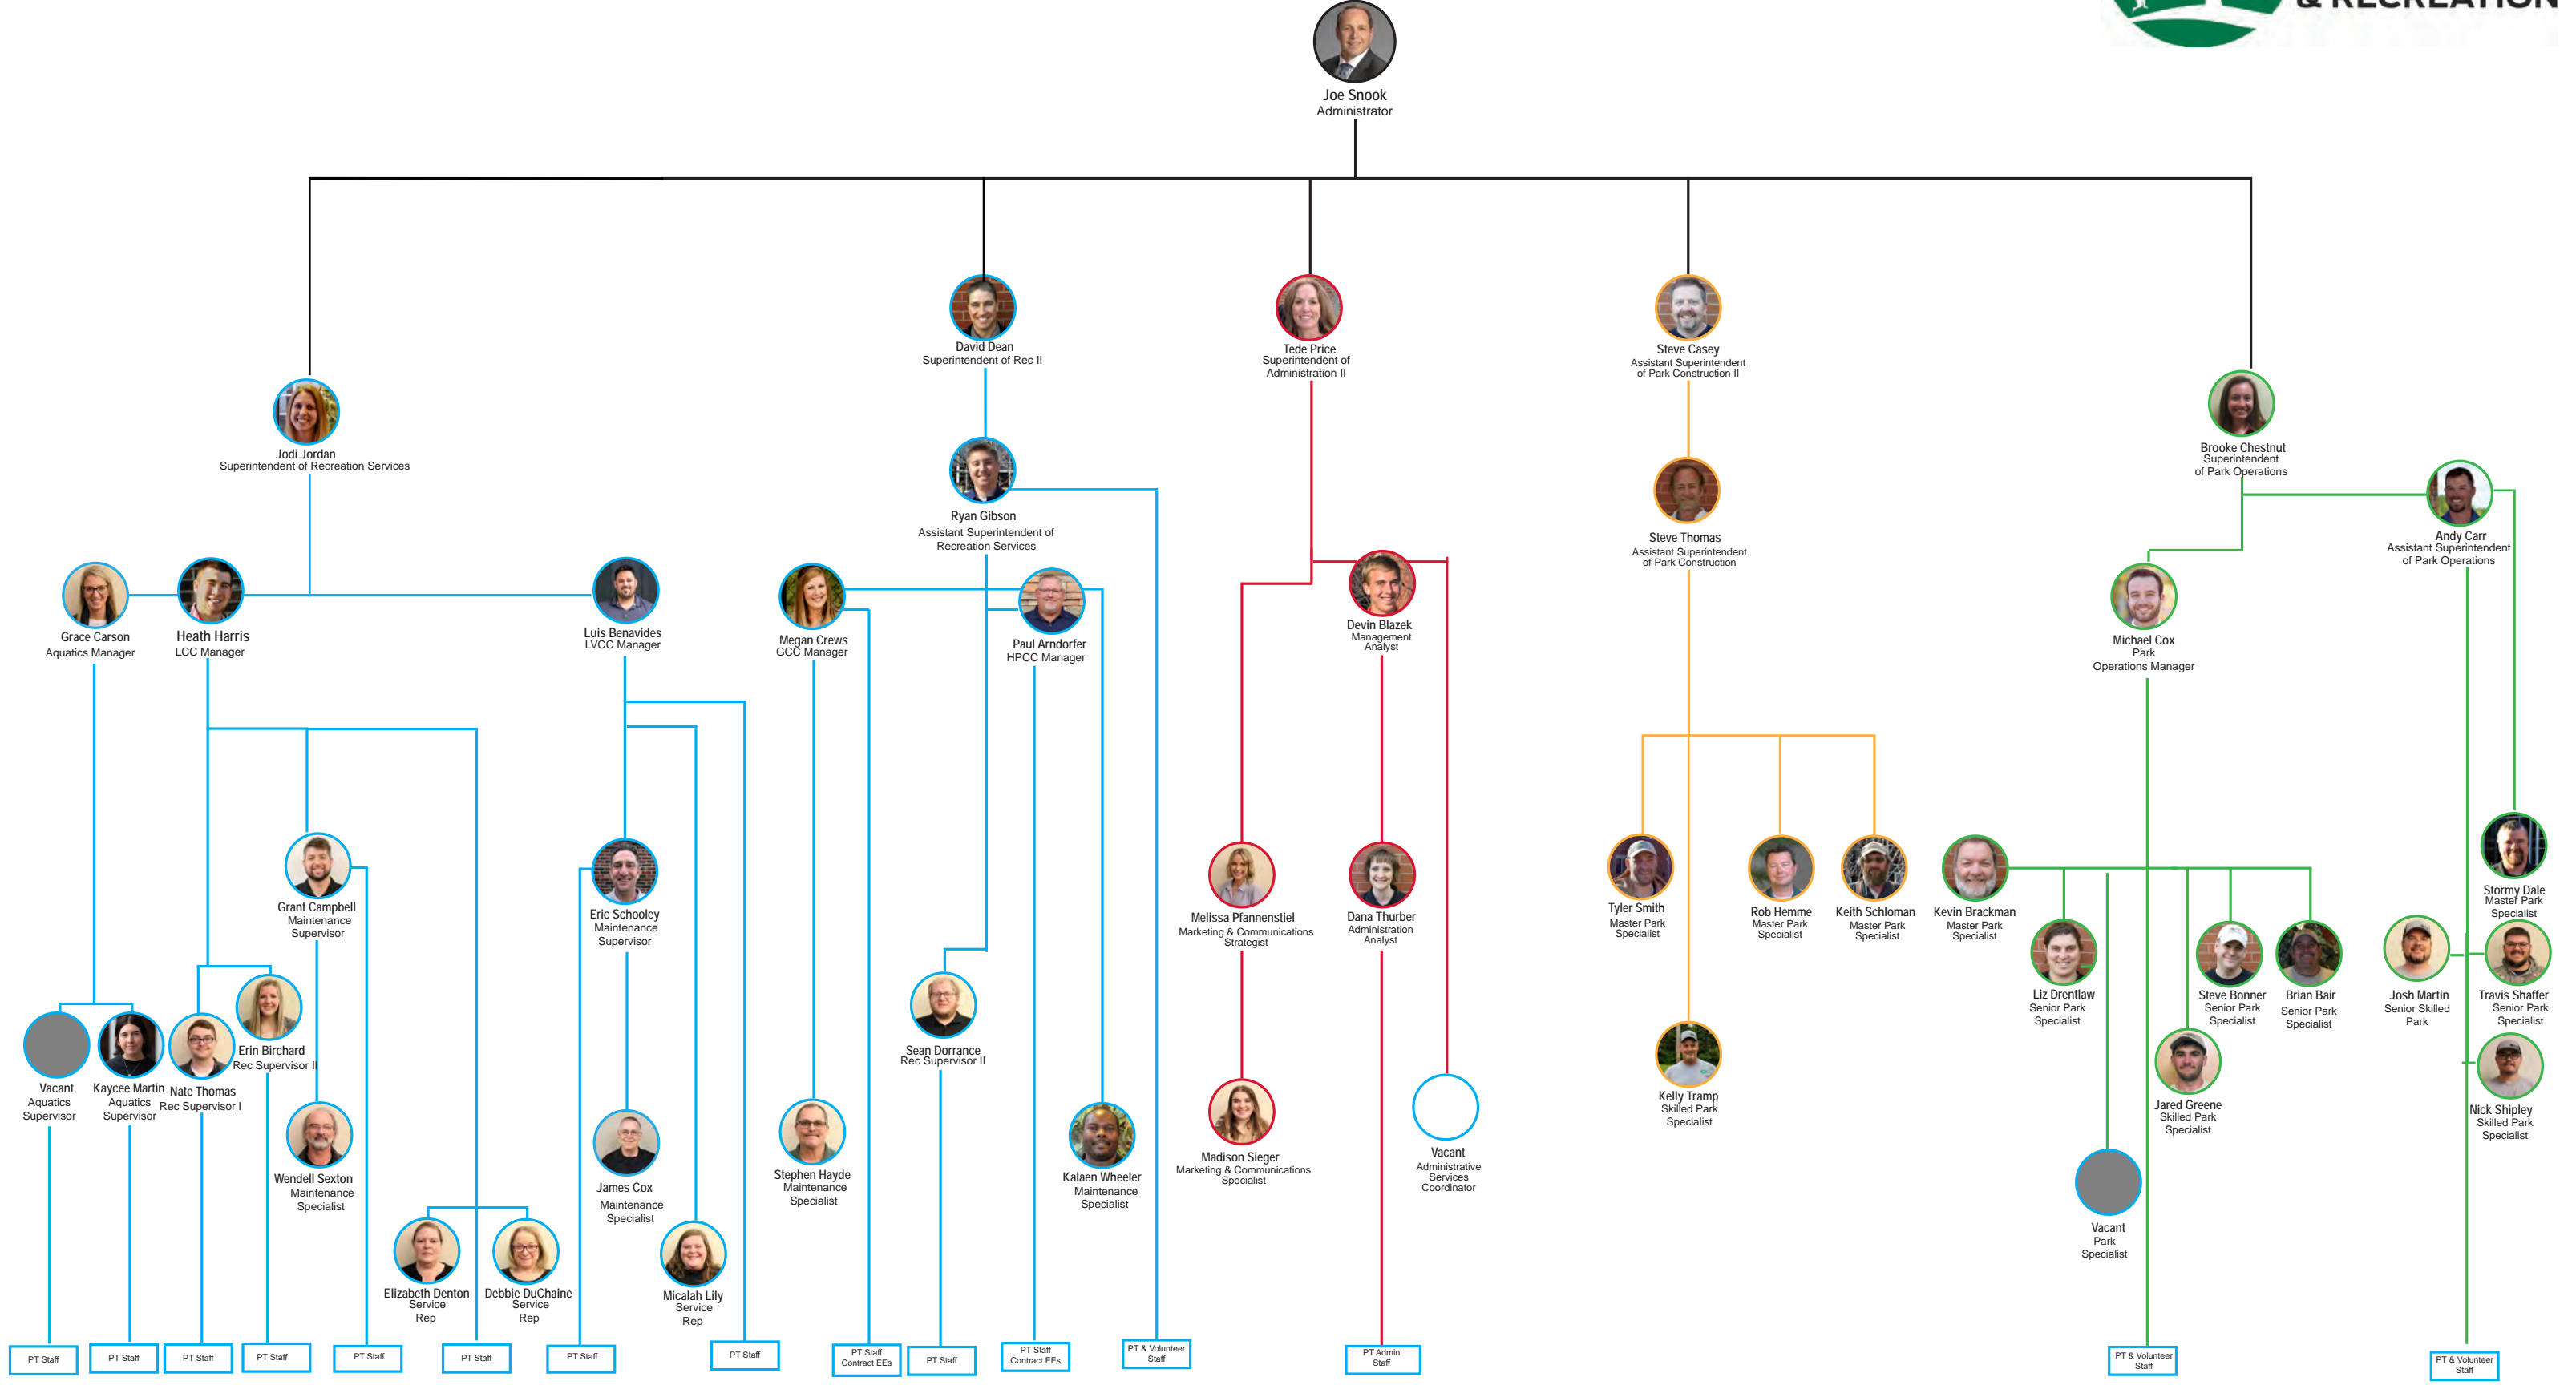 & RECREATION
Joe Snook
Administrator
David Dean
Superintendent of Rec II
Tede Price
Superintendent of
Administration II
Steve Casey
Assistant Superintendent
of Park Construction II
Jodi Jordan
Superintendent of Recreation Services
Brooke Chestnut
Superintendent
of Park Operations
Ryan Gibson
Assistant Superintendent of
Recreation Services
Steve Thomas
Assistant Superintendent
of Park Construction
Andy Carr
Assistant Superintendent
of Park Operations
Grace Carson
Aquatics Manager
Heath Harris
LCC Manager
Luis Benavides
LVCC Manager
Megan Crews
GCC Manager
Paul Arndorfer
HPCC Manager
Devin Blazek
Management
Analyst
Michael Cox
Park
Operations Manager
Grant Campbell
Maintenance
Supervisor
Eric Schooley
Maintenance
Supervisor
Melissa Pfannenstiel
Marketing & Communications
Strategist
Dana Thurber
Administration
Analyst
Tyler Smith
Master Park
Specialist
Rob Hemme
Master Park
Specialist
Keith Schloman
Master Park
Specialist
Kevin Brackman
Master Park
Specialist
Stormy Dale
Master Park
Specialist
Liz Drentlaw
Senior Park
Specialist
Steve Bonner
Senior Park
Specialist
Brian Bair
Senior Park
Specialist
Josh Martin
Senior Skilled
Park
Travis Shaffer
Senior Park
Specialist
Vacant
Aquatics
Supervisor
Kaycee Martin
Aquatics
Supervisor
Nate Thomas
Rec Supervisor I
Erin Birchard
Rec Supervisor II
Sean Dorrance
Rec Supervisor II
Kelly Tramp
Skilled Park
Specialist
Jared Greene
Skilled Park
Specialist
Nick Shipley
Skilled Park
Specialist
Wendell Sexton
Maintenance
Specialist
James Cox
Maintenance
Specialist
Stephen Hayde
Maintenance
Specialist
Kalaen Wheeler
Maintenance
Specialist
Madison Sieger
Marketing & Communications
Specialist
Vacant
Administrative
Services
Coordinator
Vacant
Park
Specialist
Elizabeth Denton
Service
Rep
Debbie DuChaine
Service
Rep
Micalah Lily
Service
Rep
PT Staff
PT Staff
PT Staff
PT Staff
PT Staff
PT Staff
PT Staff
PT Staff
PT Staff
Contract EEs
PT Staff
PT Staff
Contract EEs
PT & Volunteer
Staff
PT Admin
Staff
PT & Volunteer
Staff
PT & Volunteer
Staff